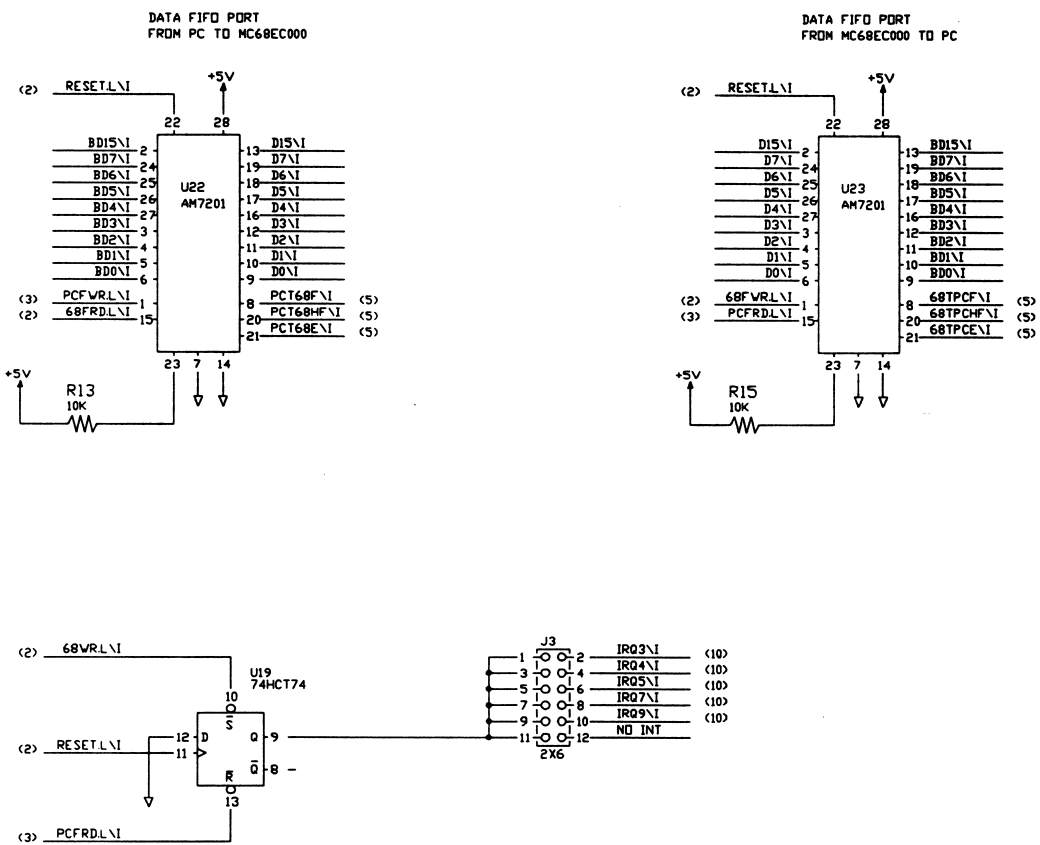 DATA FIFO PORT
FROM PC TO MC68EC000
(2) RESET.L\I
+5V
22 28
BD15\I 2 13 D15\I
BD7\I 24 19 D7\I
BD6\I 25 18 D6\I
BD5\I 26 17 D5\I
BD4\I 27 16 D4\I
BD3\I 3 12 D3\I
BD2\I 4 11 D2\I
BD1\I 5 10 D1\I
BD0\I 6 9 D0\I
U22
AM7201
(3) PCFWR.L\I 1 8 PCT68F\I (5)
(2) 68FRD.L\I 15 20 PCT68HF\I (5)
21 PCT68E\I (5)
23 7 14
+5V
R13
10K
DATA FIFO PORT
FROM MC68EC000 TO PC
(2) RESET.L\I
+5V
22 28
D15\I 2 13 BD15\I
D7\I 24 19 BD7\I
D6\I 25 18 BD6\I
D5\I 26 17 BD5\I
D4\I 27 16 BD4\I
D3\I 3 12 BD3\I
D2\I 4 11 BD2\I
D1\I 5 10 BD1\I
D0\I 6 9 BD0\I
U23
AM7201
(2) 68FWR.L\I 1 8 68TPCF\I (5)
(3) PCFRD.L\I 15 20 68TPCHF\I (5)
21 68TPCE\I (5)
23 7 14
+5V
R15
10K
(2) 68WR.L\I
U19
74HCT74
10
S
12 D Q 9
(2) RESET.L\I 11
Q 8
R
13
(3) PCFRD.L\I
J3
1 2 IRQ3\I (10)
3 4 IRQ4\I (10)
5 6 IRQ5\I (10)
7 8 IRQ7\I (10)
9 10 IRQ9\I (10)
11 12 NO INT
2X6